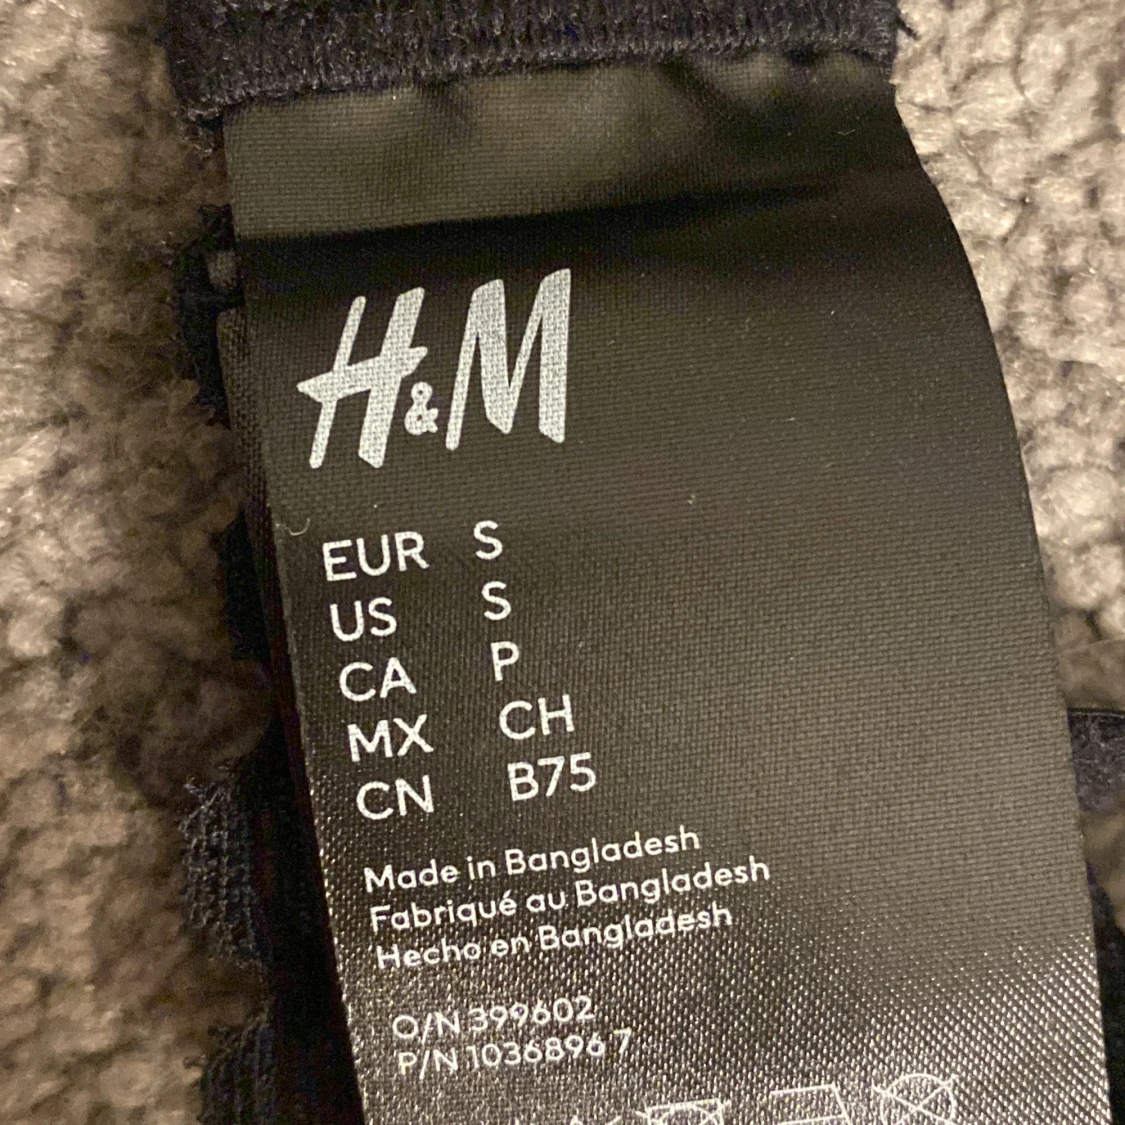 H&M
EUR S
US S
CA P
MX CH
CN B75
Made in Bangladesh
Fabriqué au Bangladesh
Hecho en Bangladesh
O/N 399602
P/N 1036896 7